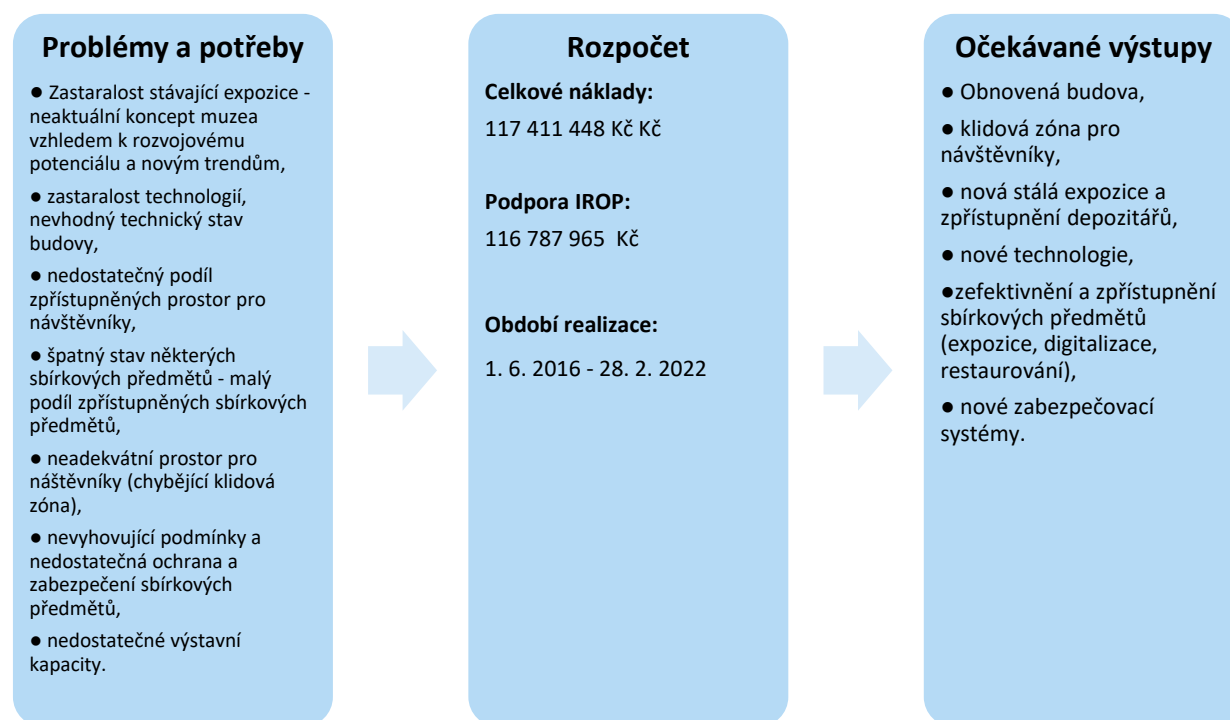 Problémy a potřeby
● Zastaralost stávající expozice -
neaktuální koncept muzea
vzhledem k rozvojovému
potenciálu a novým trendům,
● zastaralost technologií,
nevhodný technický stav
budovy,
● nedostatečný podíl
zpřístupněných prostor pro
návštěvníky,
● špatný stav některých
sbírkových předmětů - malý
podíl zpřístupněných sbírkových
předmětů,
● neadekvátní prostor pro
náštěvníky (chybějící klidová
zóna),
● nevyhovující podmínky a
nedostatečná ochrana a
zabezpečení sbírkových
předmětů,
● nedostatečné výstavní
kapacity.
Rozpočet
Celkové náklady:
117 411 448 Kč Kč
Podpora IROP:
116 787 965  Kč
Období realizace:
1. 6. 2016 - 28. 2. 2022
Očekávané výstupy
● Obnovená budova,
● klidová zóna pro
návštěvníky,
● nová stálá expozice a
zpřístupnění depozitářů,
● nové technologie,
●zefektivnění a zpřístupnění
sbírkových předmětů
(expozice, digitalizace,
restaurování),
● nové zabezpečovací
systémy.